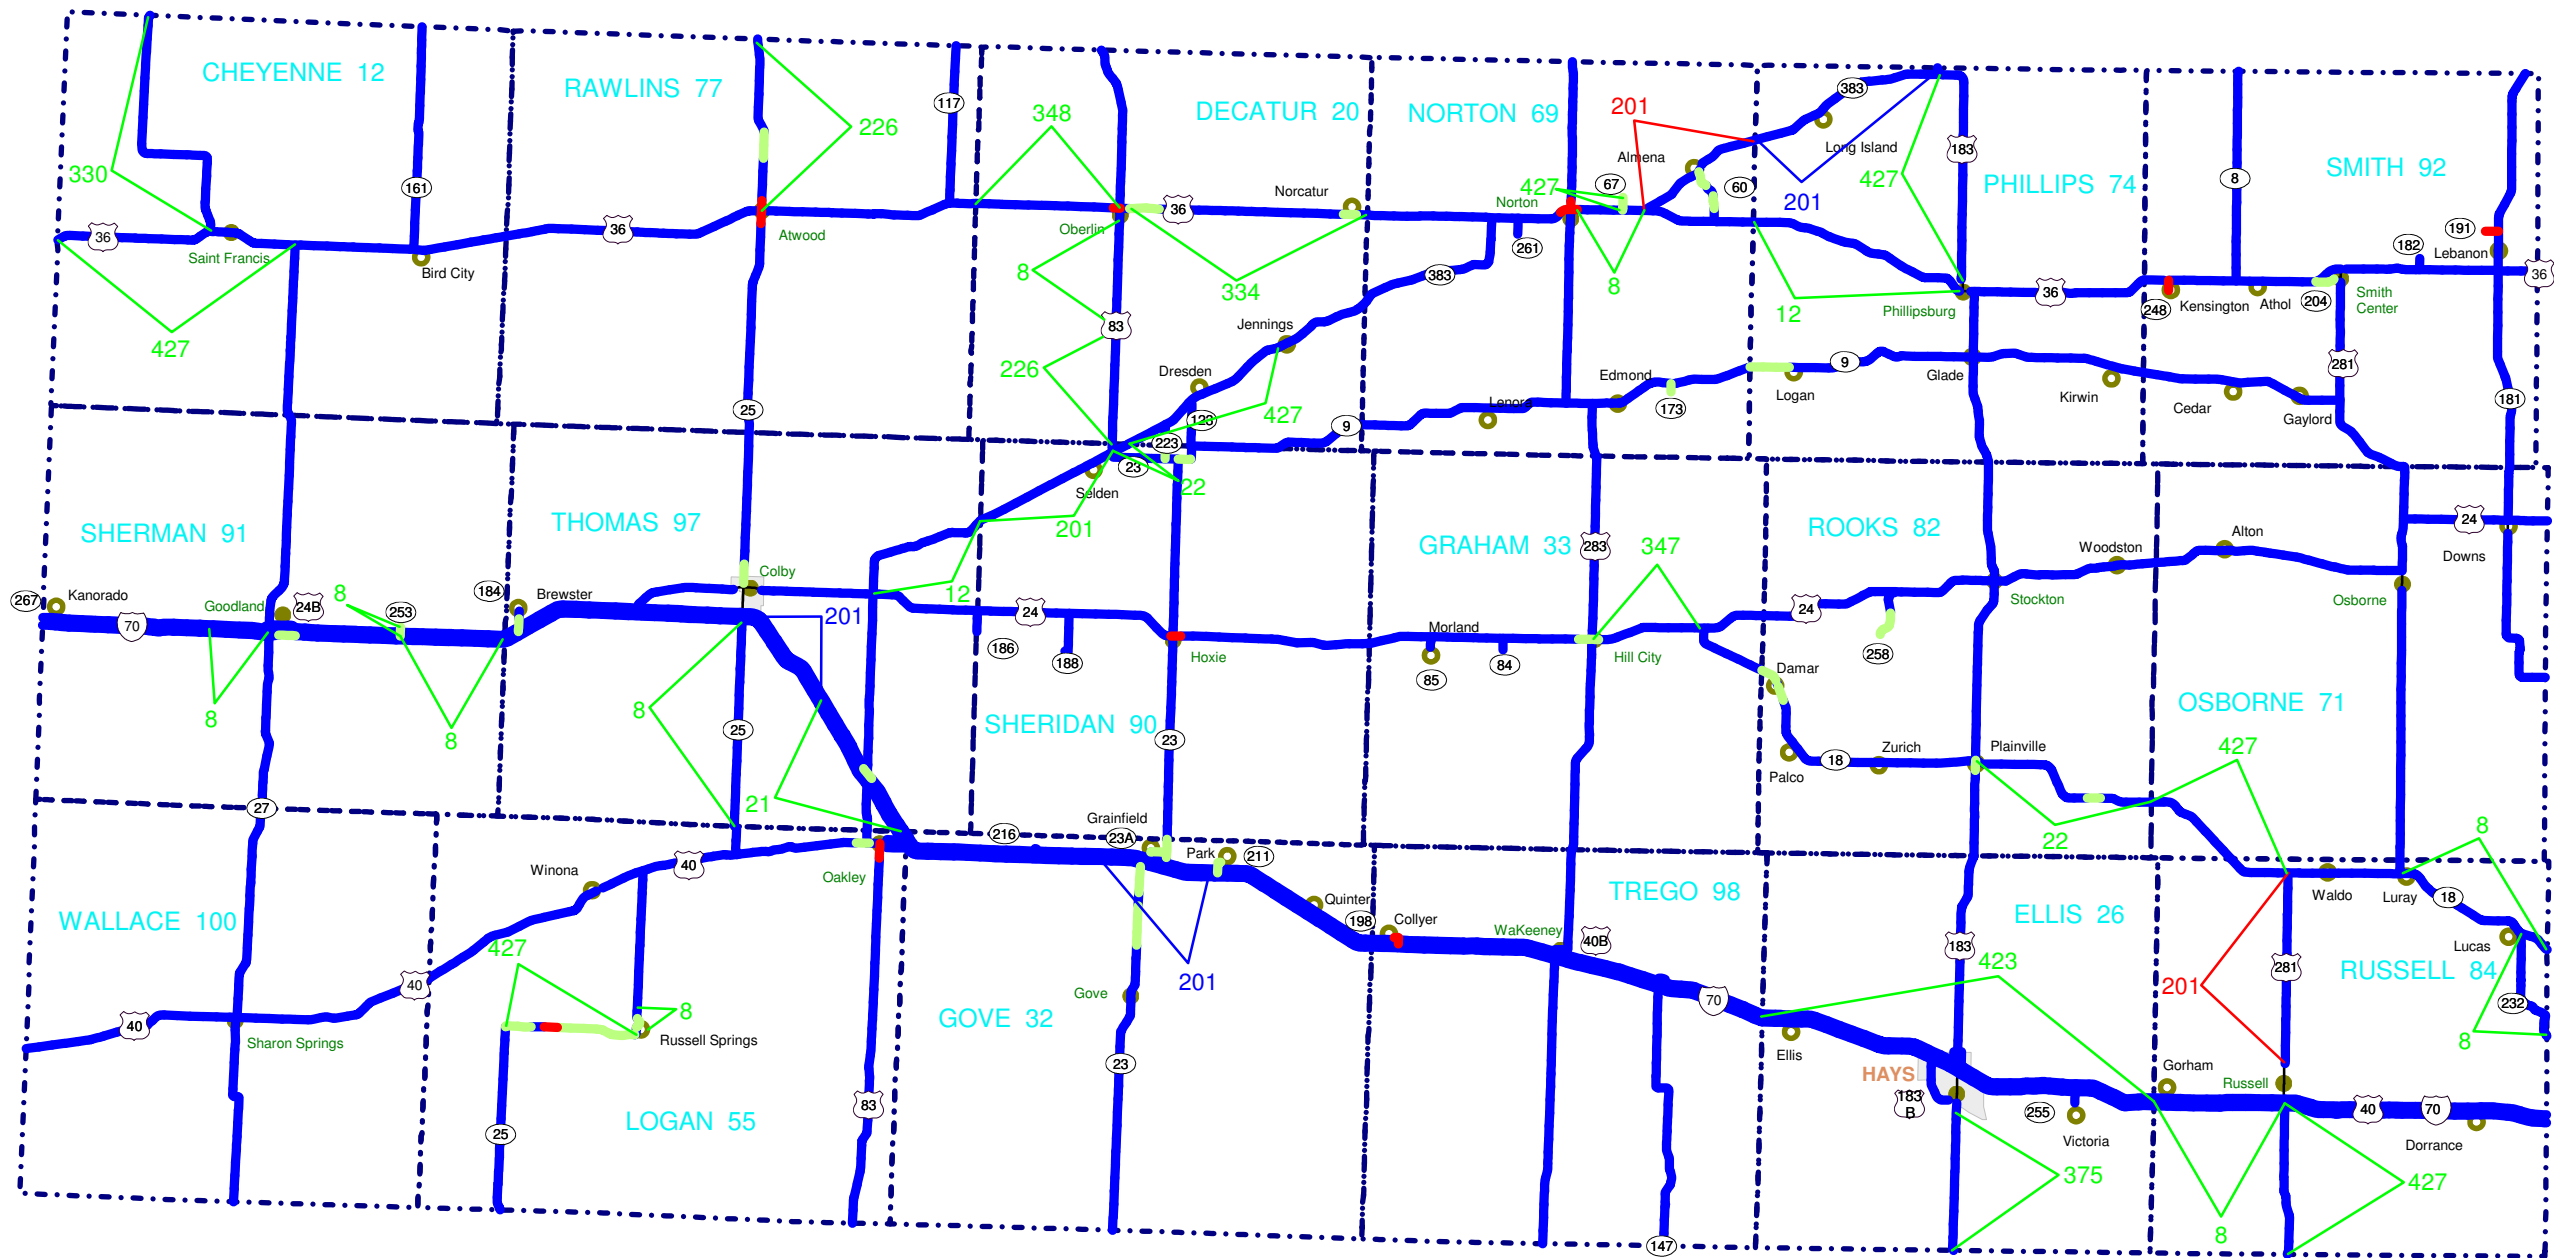 CHEYENNE 12
RAWLINS 77
DECATUR 20
NORTON 69
PHILLIPS 74
SMITH 92
330
161
36
Saint Francis
427
Bird City
36
226
Atwood
25
117
348
Oberlin
36
8
334
83
226
Norcatur
Jennings
Dresden
427
123
223
23
22
Selden
201
9
383
Norton
427
67
261
8
201
Almena
60
383
Long Island
201
427
183
12
Phillipsburg
36
8
248
Kensington
Athol
204
182
191
Lebanon
36
Smith
Center
281
181
Lenora
Edmond
173
Logan
9
Glade
Kirwin
Cedar
Gaylord
SHERMAN 91
THOMAS 97
GRAHAM 33
ROOKS 82
OSBORNE 71
SHERIDAN 90
267
Kanorado
70
Goodland
24B
8
8
253
8
184
Brewster
Colby
201
12
8
25
21
27
24
186
188
Hoxie
23
Morland
85
84
283
347
Hill City
24
258
Damar
Palco
18
Zurich
Plainville
Stockton
Woodston
Alton
Osborne
24
Downs
427
22
WALLACE 100
LOGAN 55
GOVE 32
TREGO 98
ELLIS 26
RUSSELL 84
40
Sharon Springs
40
427
Winona
40
8
Russell Springs
25
Oakley
83
216
Grainfield
23A
Park
211
201
Gove
23
Quinter
198
Collyer
WaKeeney
40B
70
147
423
Ellis
183
HAYS
183
B
375
255
Victoria
Gorham
8
Russell
201
281
427
Waldo
Luray
18
8
Lucas
232
8
40
70
Dorrance